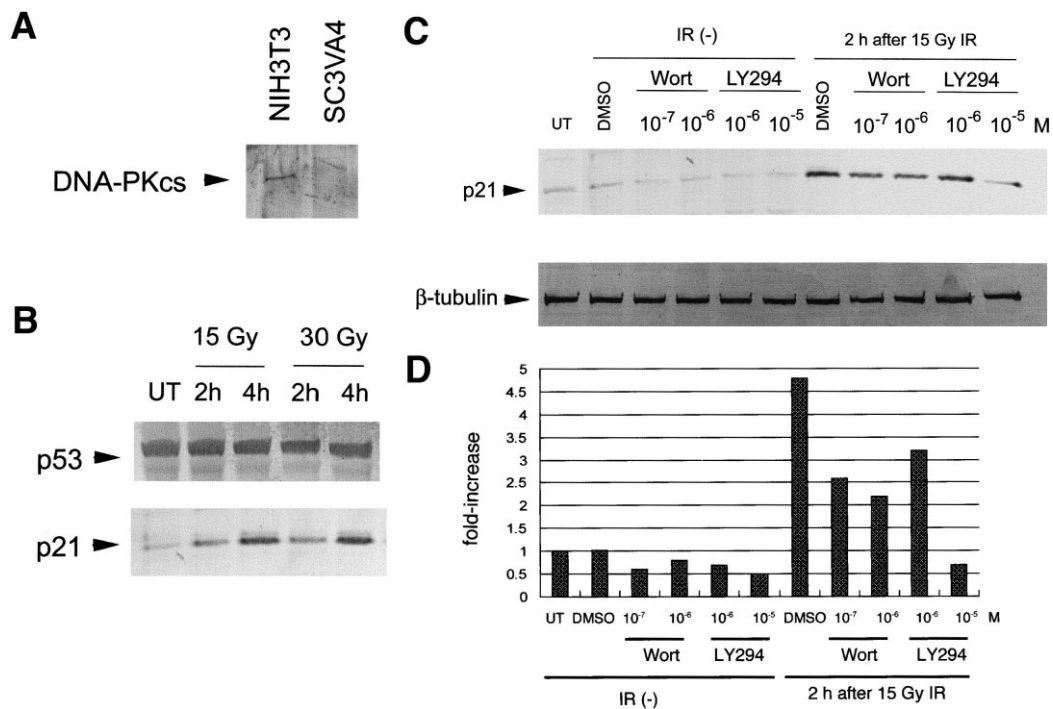 A
NIH3T3
SC3VA4
DNA-PKcs
B
15 Gy 30 Gy
UT 2h 4h 2h 4h
p53
p21
C
IR (-) 2 h after 15 Gy IR
Wort LY294 Wort LY294
UT DMSO 10⁻⁷ 10⁻⁶ 10⁻⁶ 10⁻⁵ DMSO 10⁻⁷ 10⁻⁶ 10⁻⁶ 10⁻⁵ M
p21
β-tubulin
D
fold-increase
5
4.5
4
3.5
3
2.5
2
1.5
1
0.5
0
UT DMSO 10⁻⁷ 10⁻⁶ 10⁻⁶ 10⁻⁵ DMSO 10⁻⁷ 10⁻⁶ 10⁻⁶ 10⁻⁵ M
Wort LY294 Wort LY294
IR (-) 2 h after 15 Gy IR